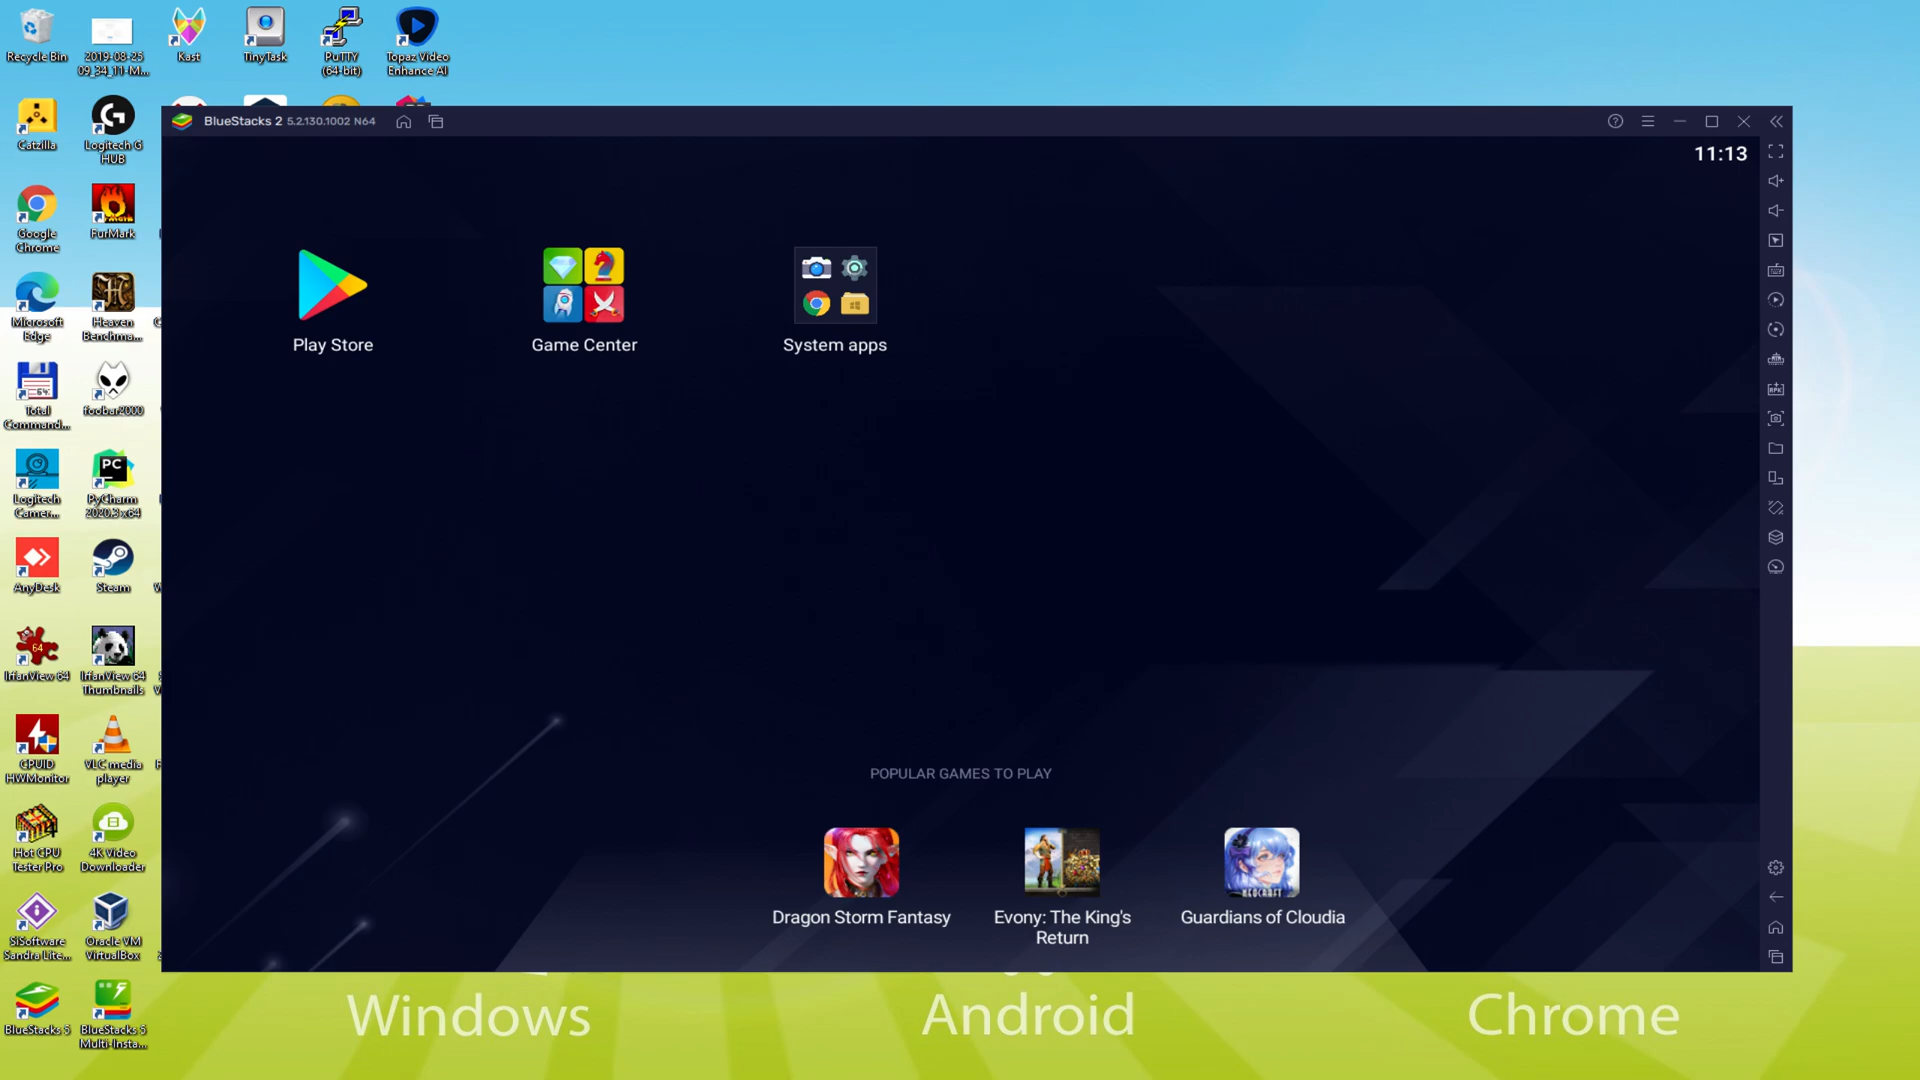 Recycle Bin
2019-08-25
09_34_11-M...
Kast
TinyTask
PuTTY
(64-bit)
Topaz Video
Enhance AI
Catzilla
Logitech G
HUB
BlueStacks 2 5.2.130.1002 N64
11:13
Google
Chrome
FurMark
Microsoft
Edge
Heaven
Benchma...
Play Store
Game Center
System apps
64
Total
Command...
foobar2000
PC
Logitech
Camer...
PyCharm
2020.3 x64
AnyDesk
Steam
64
IrfanView 64
IrfanView 64
Thumbnails
CPUID
HWMonitor
VLC media
player
POPULAR GAMES TO PLAY
Hot CPU
Tester Pro
4K Video
Downloader
NEOCRAFT
Dragon Storm Fantasy
Evony: The King's
Return
Guardians of Cloudia
SiSoftware
Sandra Lite...
Oracle VM
VirtualBox
BlueStacks 5
BlueStacks 5
Multi-Insta...
Windows
Android
Chrome